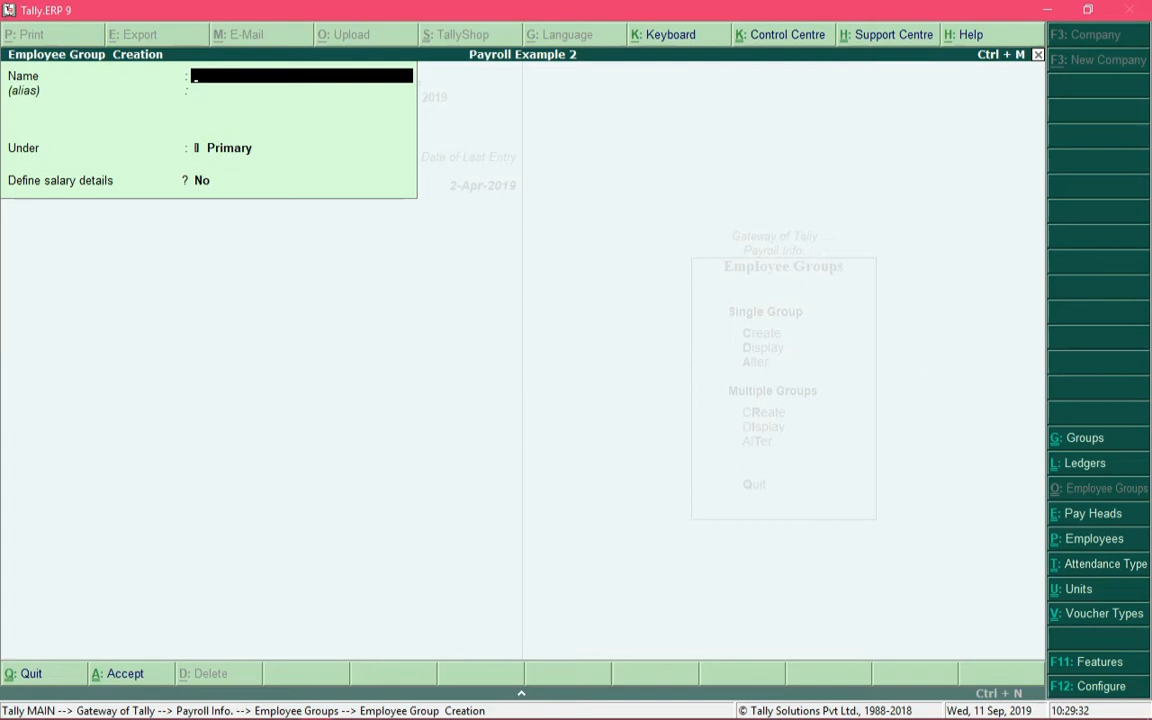 Tally.ERP 9
P: Print E: Export M: E-Mail O: Upload S: TallyShop G: Language K: Keyboard K: Control Centre H: Support Centre H: Help
F3: Company
Employee Group Creation Payroll Example 2 Ctrl + M
F3: New Company
Name :
(alias) :
2019
Under : Primary
Date of Last Entry
Define salary details ? No
2-Apr-2019
Gateway of Tally ...
Payroll Info. ...
Employee Groups
Single Group
Create
Display
Alter
Multiple Groups
CReate
DIsplay
AlTer
Quit
G: Groups
L: Ledgers
O: Employee Groups
E: Pay Heads
P: Employees
T: Attendance Type
U: Units
V: Voucher Types
F11: Features
F12: Configure
Q: Quit A: Accept D: Delete
Ctrl + N
Tally MAIN --> Gateway of Tally --> Payroll Info. --> Employee Groups --> Employee Group Creation © Tally Solutions Pvt Ltd., 1988-2018 Wed, 11 Sep, 2019 10:29:32